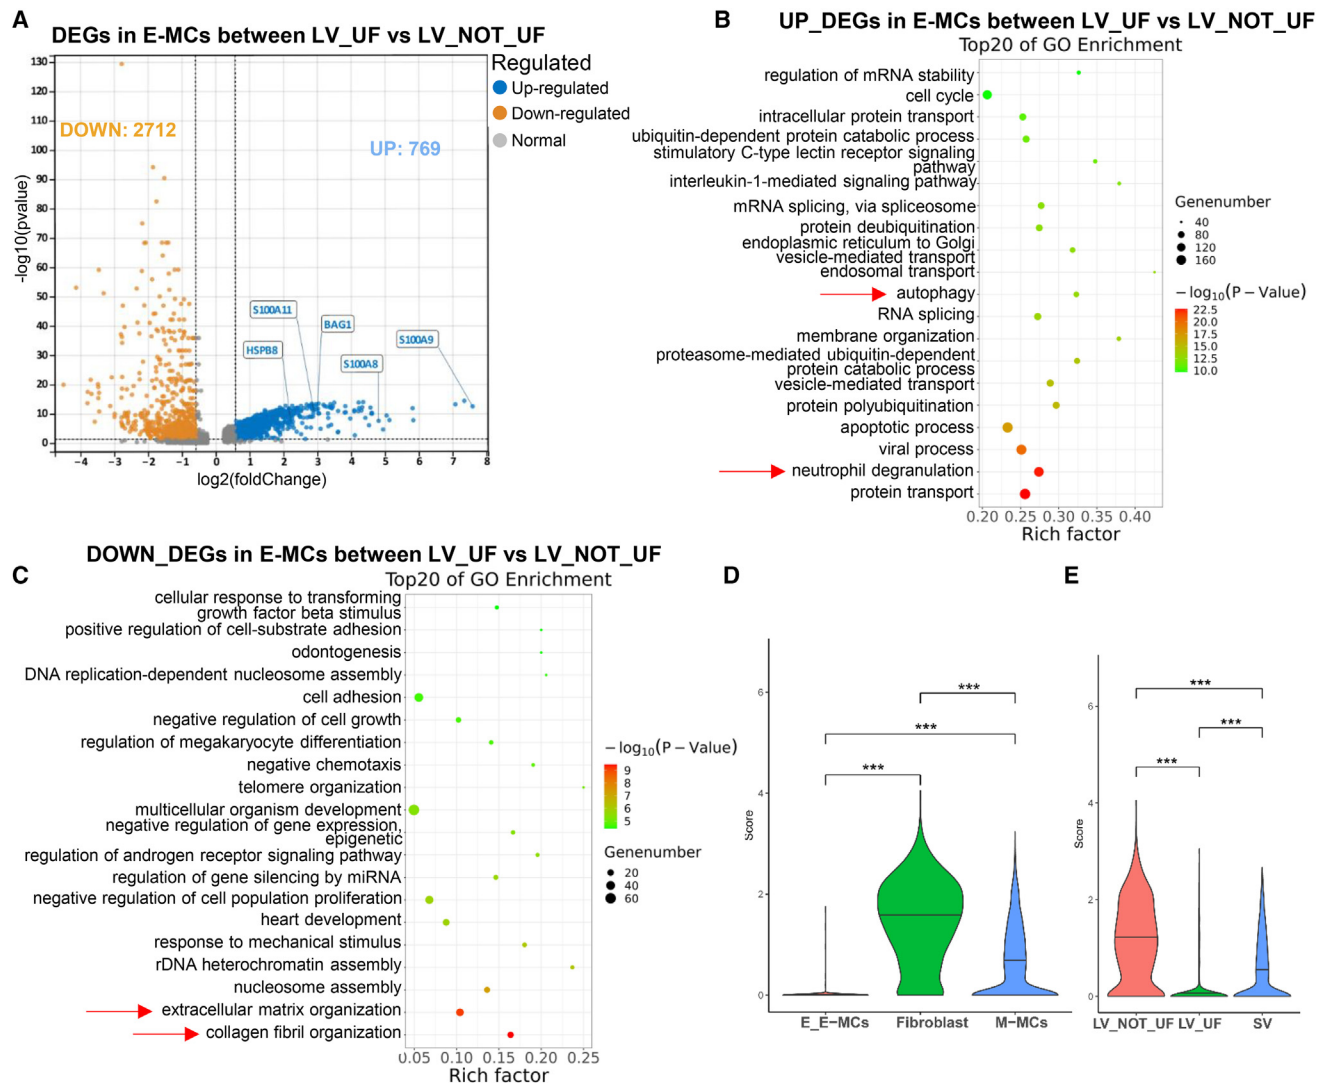 A
DEGs in E-MCs between LV_UF vs LV_NOT_UF
130
120
110
100
90
80
70
60
50
40
30
20
10
0
-log10(pvalue)
DOWN: 2712
UP: 769
S100A11
BAG1
HSPB8
S100A8
S100A9
−4
−3
−2
−1
0
1
2
3
4
5
6
7
8
log2(foldChange)
Regulated
Up-regulated
Down-regulated
Normal
B
UP_DEGs in E-MCs between LV_UF vs LV_NOT_UF
Top20 of GO Enrichment
regulation of mRNA stability
cell cycle
intracellular protein transport
ubiquitin-dependent protein catabolic process
stimulatory C-type lectin receptor signaling
pathway
interleukin-1-mediated signaling pathway
mRNA splicing, via spliceosome
protein deubiquitination
endoplasmic reticulum to Golgi
vesicle-mediated transport
endosomal transport
autophagy
RNA splicing
membrane organization
proteasome-mediated ubiquitin-dependent
protein catabolic process
vesicle-mediated transport
protein polyubiquitination
apoptotic process
viral process
neutrophil degranulation
protein transport
0.20 0.25 0.30 0.35 0.40
Rich factor
Genenumber
40
80
120
160
−log10(P−Value)
22.5
20.0
17.5
15.0
12.5
10.0
C
DOWN_DEGs in E-MCs between LV_UF vs LV_NOT_UF
Top20 of GO Enrichment
cellular response to transforming
growth factor beta stimulus
positive regulation of cell-substrate adhesion
odontogenesis
DNA replication-dependent nucleosome assembly
cell adhesion
negative regulation of cell growth
regulation of megakaryocyte differentiation
negative chemotaxis
telomere organization
multicellular organism development
negative regulation of gene expression,
epigenetic
regulation of androgen receptor signaling pathway
regulation of gene silencing by miRNA
negative regulation of cell population proliferation
heart development
response to mechanical stimulus
rDNA heterochromatin assembly
nucleosome assembly
extracellular matrix organization
collagen fibril organization
0.05 0.10 0.15 0.20 0.25
Rich factor
−log10(P−Value)
9
8
7
6
5
Genenumber
20
40
60
D
Score
6
4
2
0
***
***
***
E_E−MCs
Fibroblast
M−MCs
E
Score
6
4
2
0
***
***
***
LV_NOT_UF
LV_UF
SV